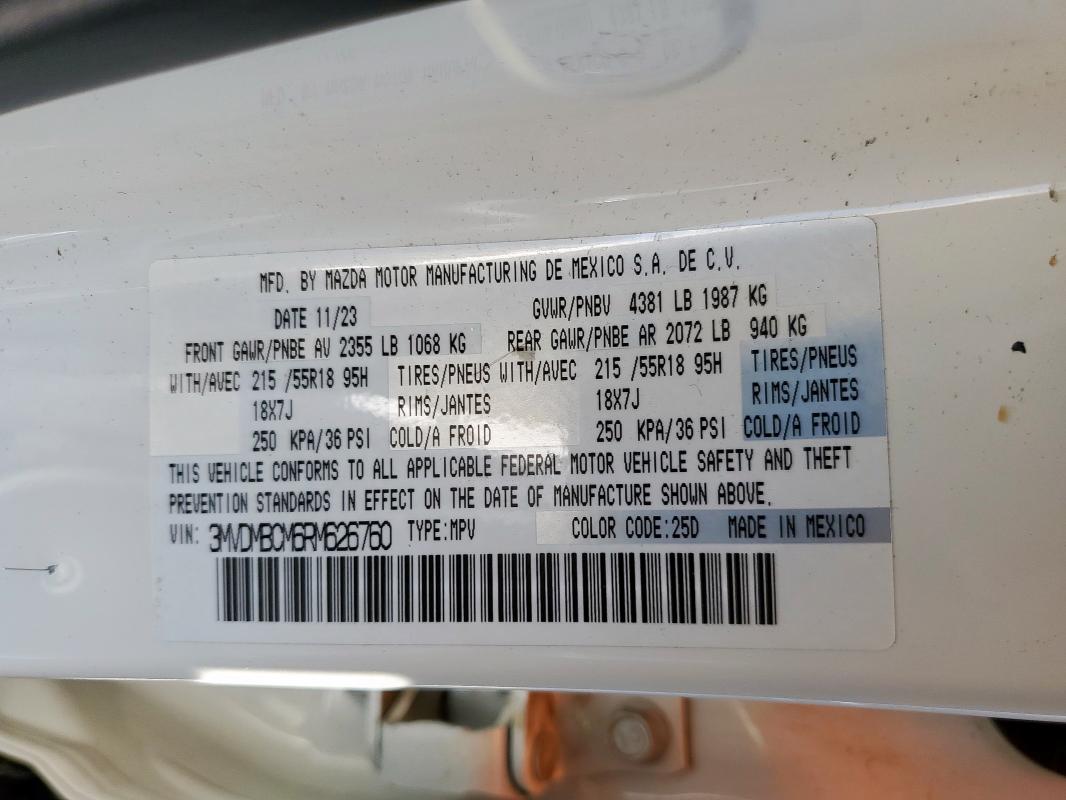 MFD. BY MAZDA MOTOR MANUFACTURING DE MEXICO S.A. DE C.V.
DATE 11/23 GVWR/PNBV 4381 LB 1987 KG
FRONT GAWR/PNBE AV 2355 LB 1068 KG REAR GAWR/PNBE AR 2072 LB 940 KG
WITH/AVEC 215 /55R18 95H TIRES/PNEUS WITH/AVEC 215 /55R18 95H TIRES/PNEUS
18X7J RIMS/JANTES 18X7J RIMS/JANTES
250 KPA/36 PSI COLD/A FROID 250 KPA/36 PSI COLD/A FROID
THIS VEHICLE CONFORMS TO ALL APPLICABLE FEDERAL MOTOR VEHICLE SAFETY AND THEFT
PREVENTION STANDARDS IN EFFECT ON THE DATE OF MANUFACTURE SHOWN ABOVE.
VIN: 3MVDMBCM6RM626760 TYPE:MPV COLOR CODE:25D MADE IN MEXICO